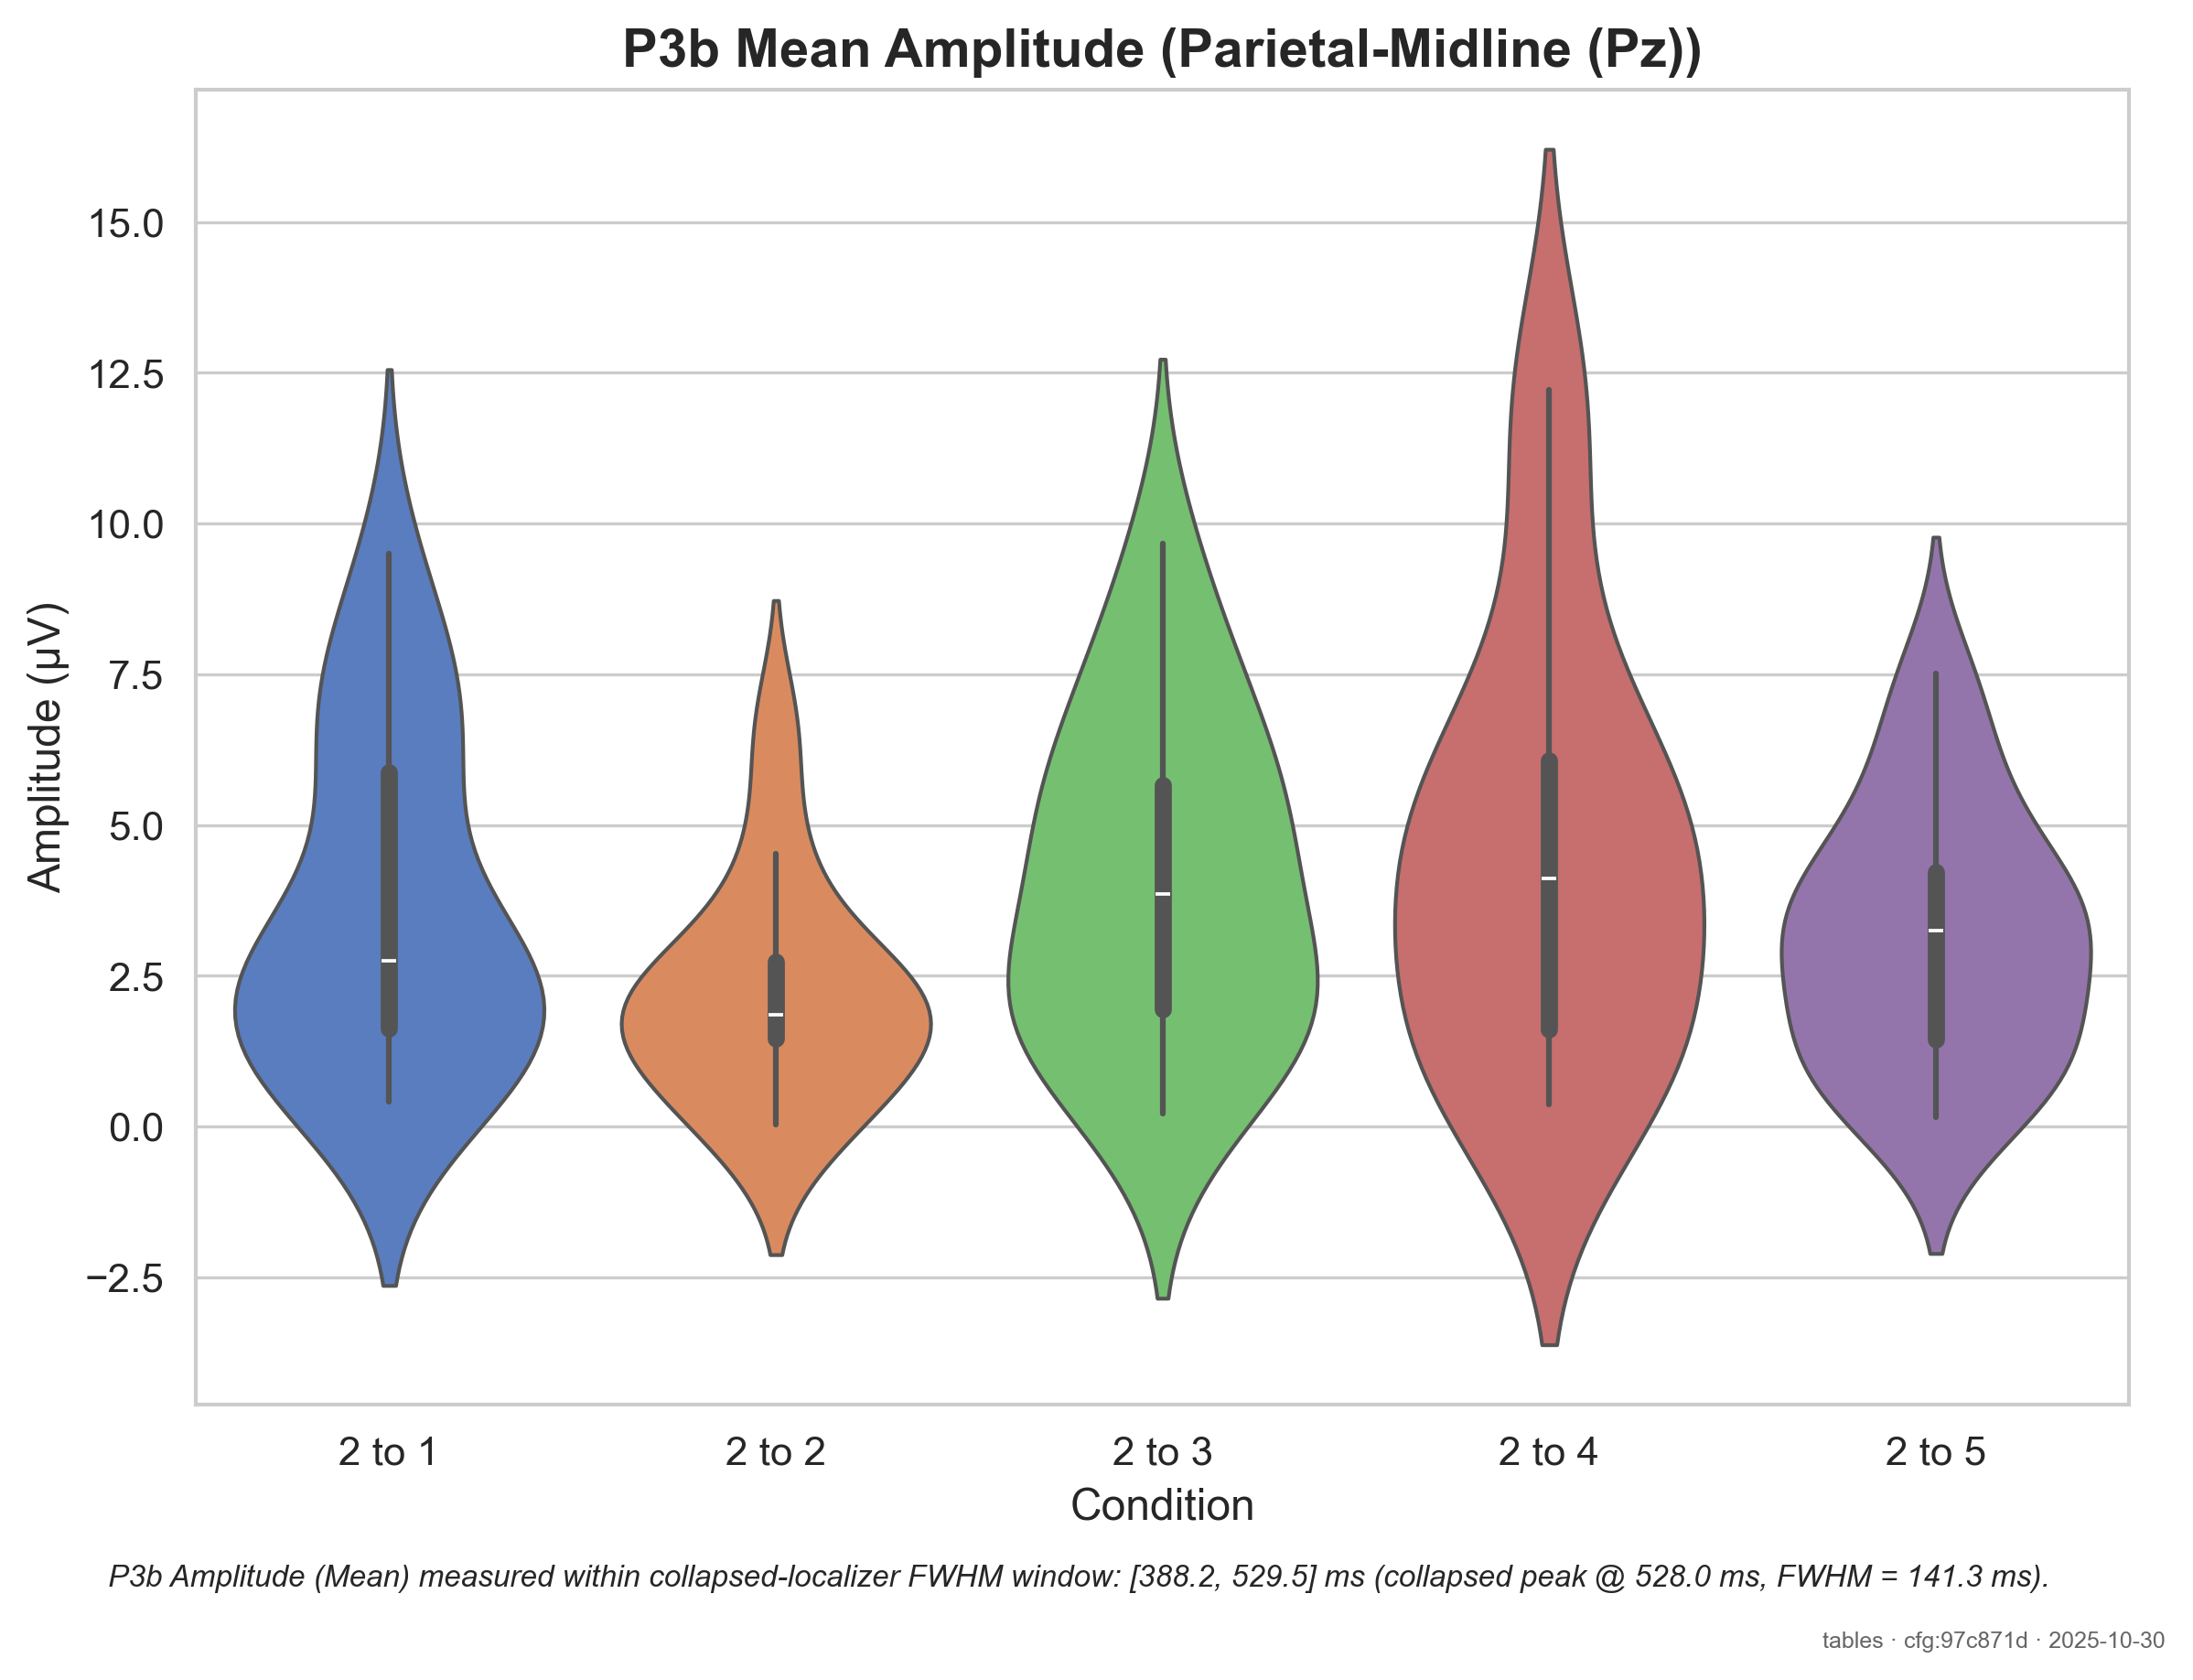 P3b Mean Amplitude (Parietal-Midline (Pz))
Amplitude (µV)
15.0
12.5
10.0
7.5
5.0
2.5
0.0
−2.5
2 to 1
2 to 2
2 to 3
2 to 4
2 to 5
Condition
P3b Amplitude (Mean) measured within collapsed-localizer FWHM window: [388.2, 529.5] ms (collapsed peak @ 528.0 ms, FWHM = 141.3 ms).
tables · cfg:97c871d · 2025-10-30